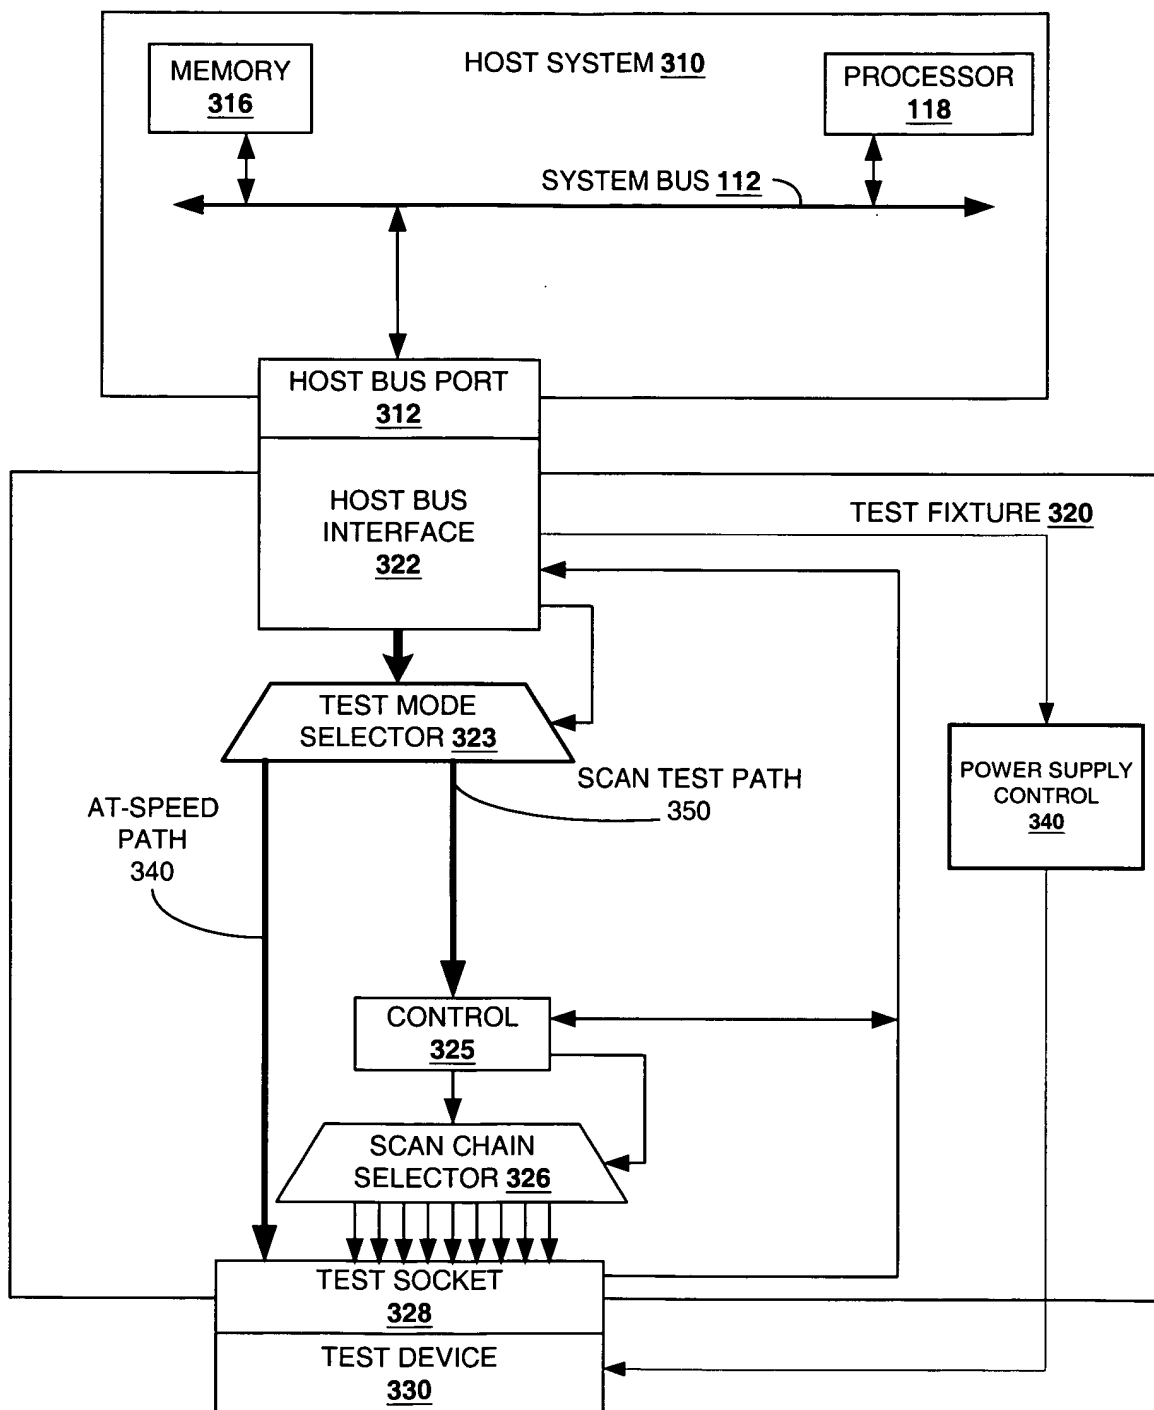 HOST SYSTEM 310
MEMORY
316
PROCESSOR
118
SYSTEM BUS 112
HOST BUS PORT
312
HOST BUS
INTERFACE
322
TEST FIXTURE 320
TEST MODE
SELECTOR 323
SCAN TEST PATH
350
AT-SPEED
PATH
340
POWER SUPPLY
CONTROL
340
CONTROL
325
SCAN CHAIN
SELECTOR 326
TEST SOCKET
328
TEST DEVICE
330